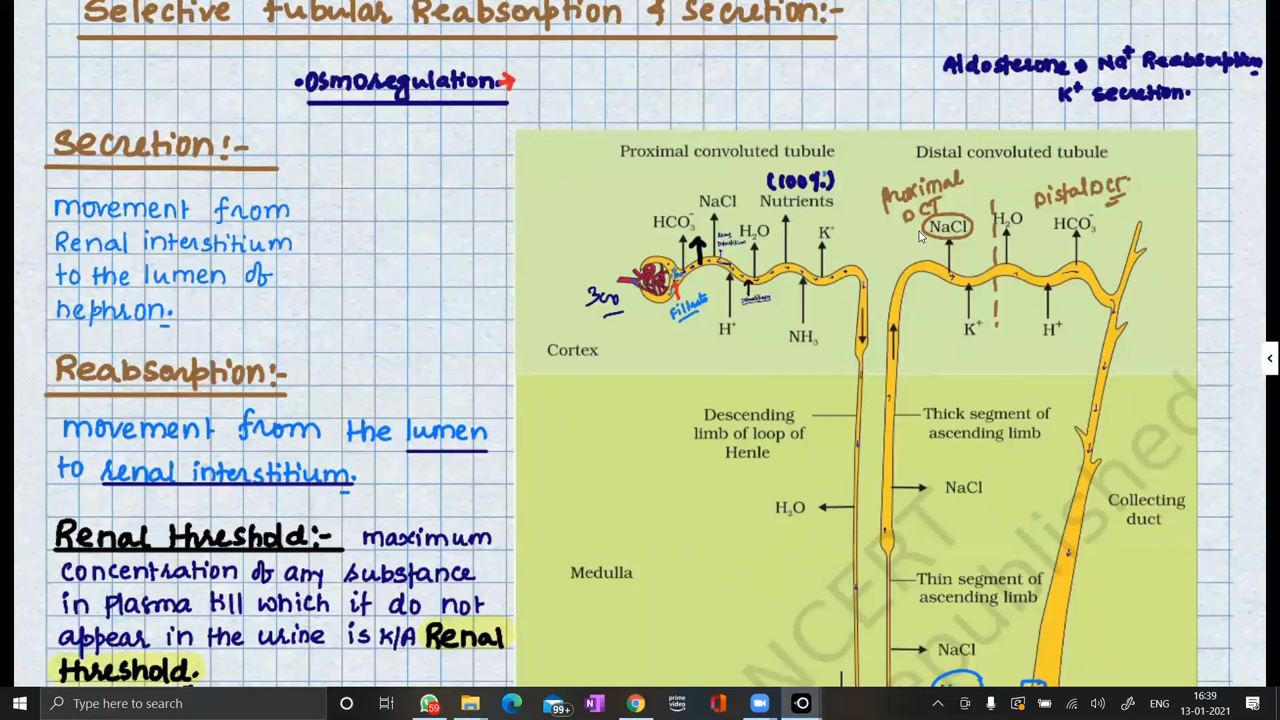 Selective Tubular Reabsorption & Secretion:-
•Osmoregulation→
Aldosterone → Na⁺ Reabsorption
K⁺ secretion.
Secretion:-
movement from
Renal interstitium
to the lumen of
nephron.
Reabsorption:-
movement from the lumen
to renal interstitium.
Renal Threshold:- maximum
concentration of any substance
in plasma till which it do not
appear in the urine is K/A Renal
threshold.
Proximal convoluted tubule
Distal convoluted tubule
(100%)
NaCl Nutrients
HCO₃⁻ H₂O K⁺
300
Filtrate
H⁺
NH₃
Cortex
Proximal
DCT
Distal DCT.
NaCl H₂O HCO₃⁻
K⁺ H⁺
Descending
limb of loop of
Henle
Thick segment of
ascending limb
NaCl
H₂O
Collecting
duct
Medulla
Thin segment of
ascending limb
NaCl
NCERT
republished
Type here to search
59
99+
prime
video
16:39
13-01-2021